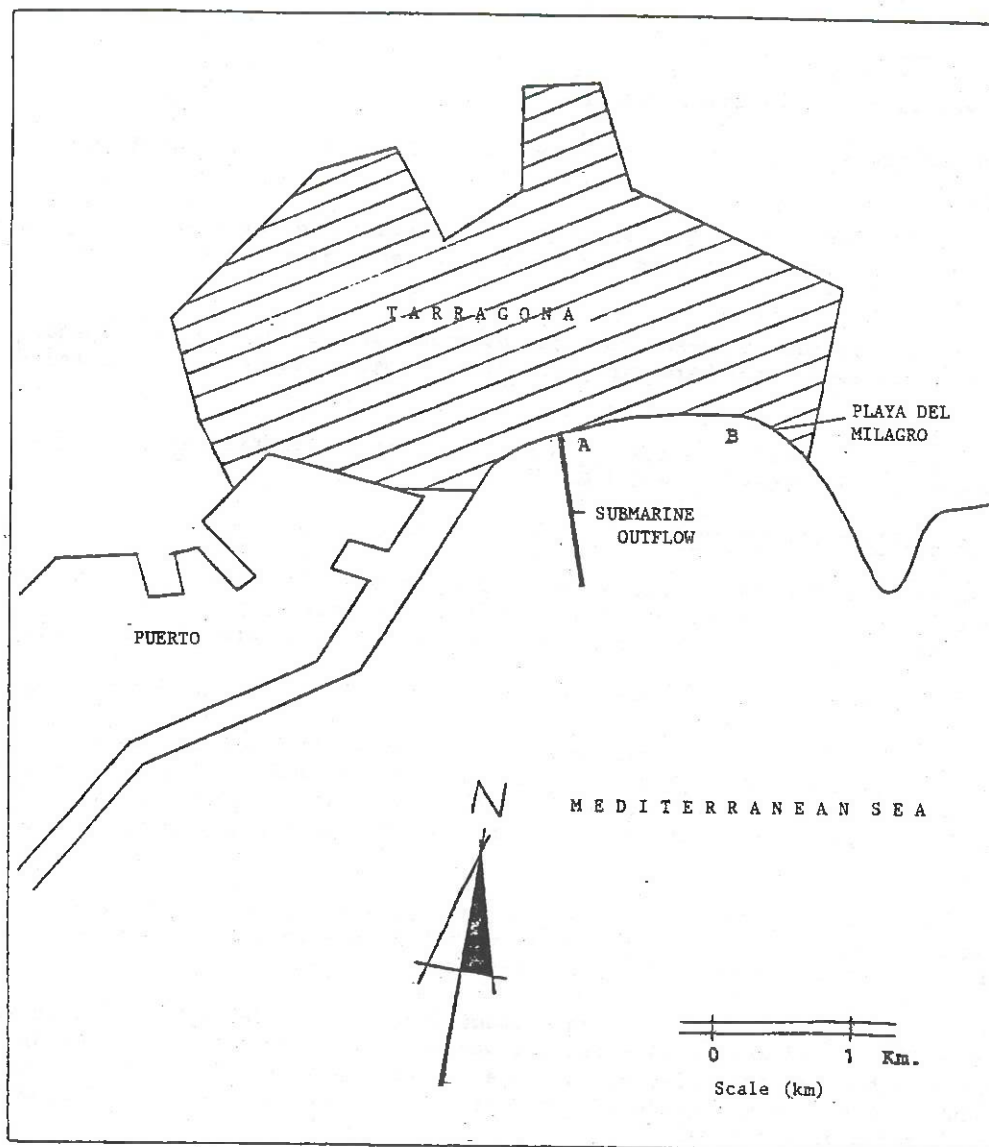 TARRAGONA
PLAYA DEL
MILAGRO
A
B
SUBMARINE
OUTFLOW
PUERTO
N
MEDITERRANEAN SEA
0 1 Km.
Scale (km)